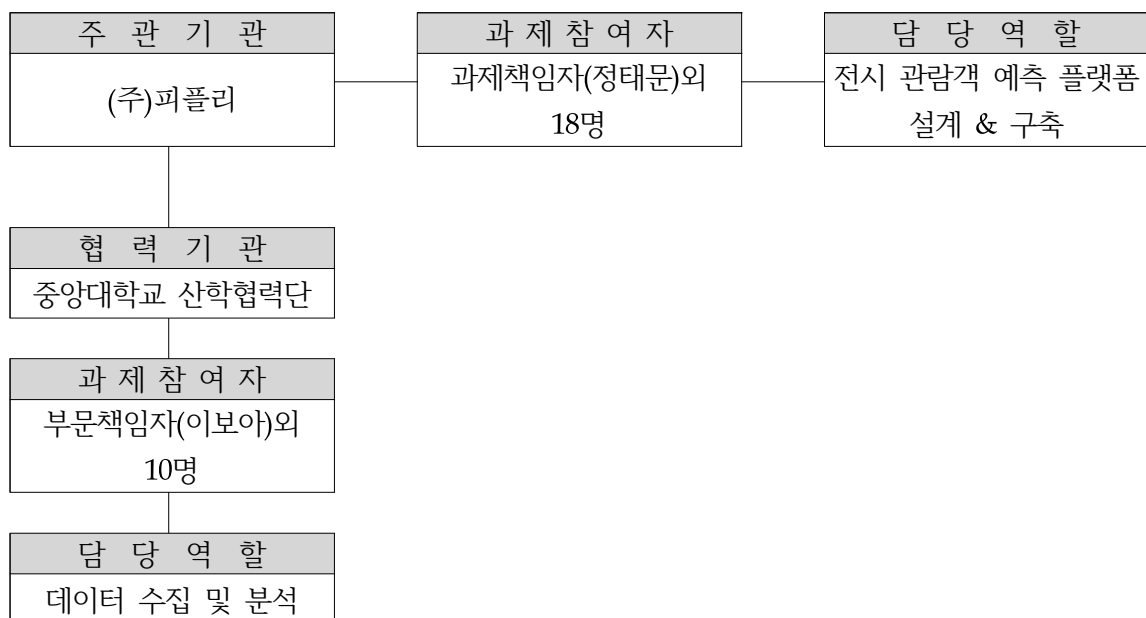 주 관 기 관
(주)피플리
과 제 참 여 자
과제책임자(정태문)외
18명
담 당 역 할
전시 관람객 예측 플랫폼
설계 & 구축
협 력 기 관
중앙대학교 산학협력단
과 제 참 여 자
부문책임자(이보아)외
10명
담 당 역 할
데이터 수집 및 분석